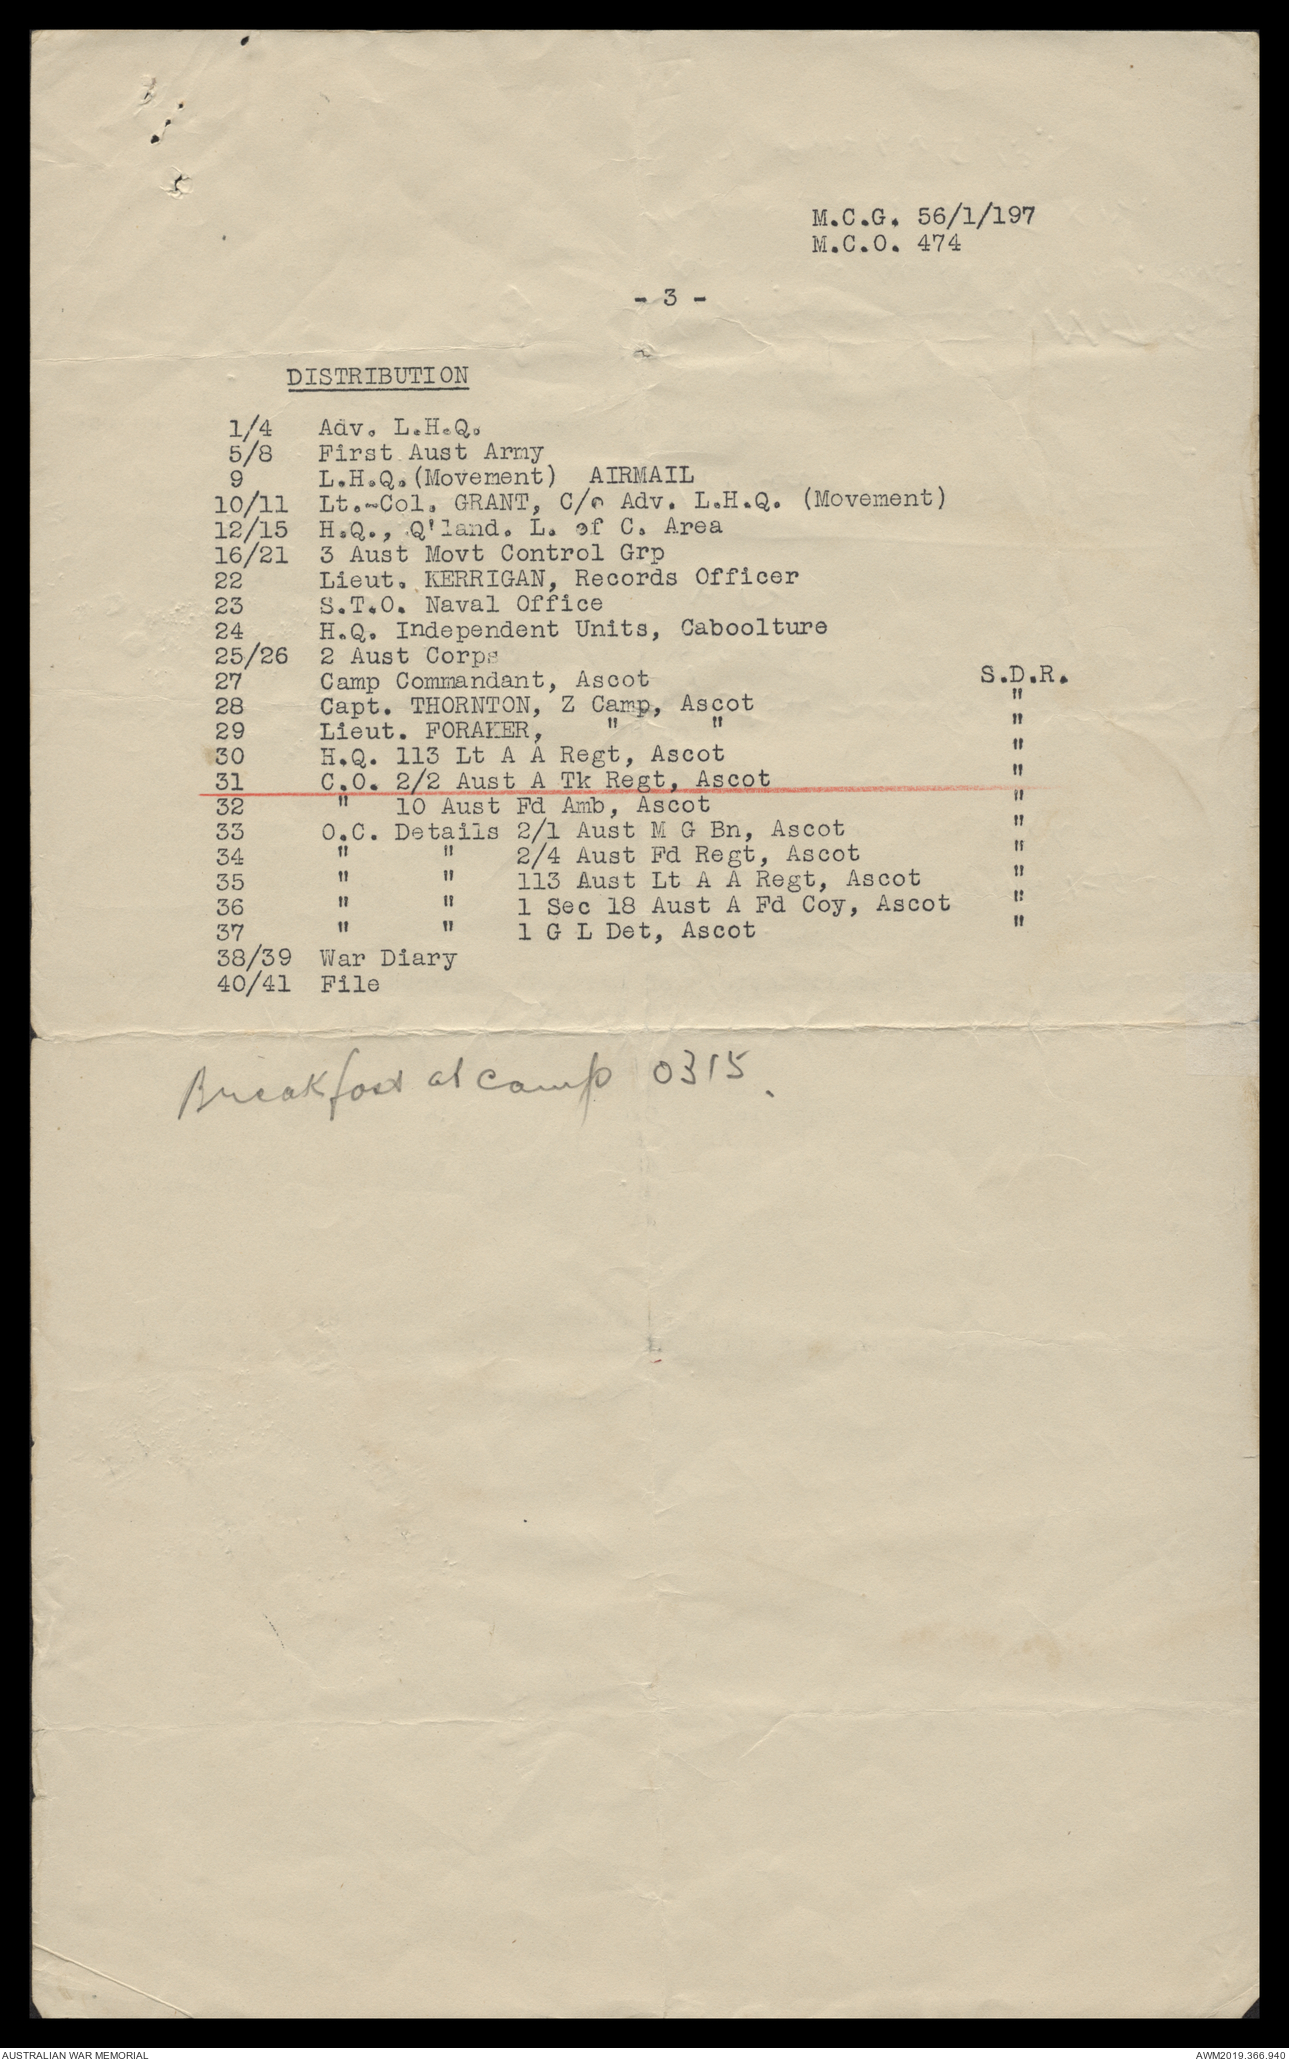 M.C.G. 56/1/197
M.C.O. 474
- 3 -
DISTRIBUTION
1/4 Adv. L.H.Q.
5/8 First Aust Army
9 L.H.Q. (Movement) AIRMAIL
10/11 Lt.-Col. GRANT, C/o Adv. L.H.Q. (Movement)
12/15 H.Q., Q'land. L. of C. Area
16/21 3 Aust Movt Control Grp
22 Lieut. KERRIGAN, Records Officer
23 S.T.O. Naval Office
24 H.Q. Independent Units, Caboolture
25/26 2 Aust Corps
27 Camp Commandant, Ascot S.D.R.
28 Capt. THORNTON, Z Camp, Ascot "
29 Lieut. FORAKER, " " "
30 H.Q. 113 Lt A A Regt, Ascot "
31 C.O. 2/2 Aust A Tk Regt, Ascot "
32 " 10 Aust Fd Amb, Ascot "
33 O.C. Details 2/1 Aust M G Bn, Ascot "
34 " " 2/4 Aust Fd Regt, Ascot "
35 " " 113 Aust Lt A A Regt, Ascot "
36 " " 1 Sec 18 Aust A Fd Coy, Ascot "
37 " " 1 G L Det, Ascot "
38/39 War Diary
40/41 File
Breakfast at camp 0315.
AUSTRALIAN WAR MEMORIAL
AWM2019.366.940